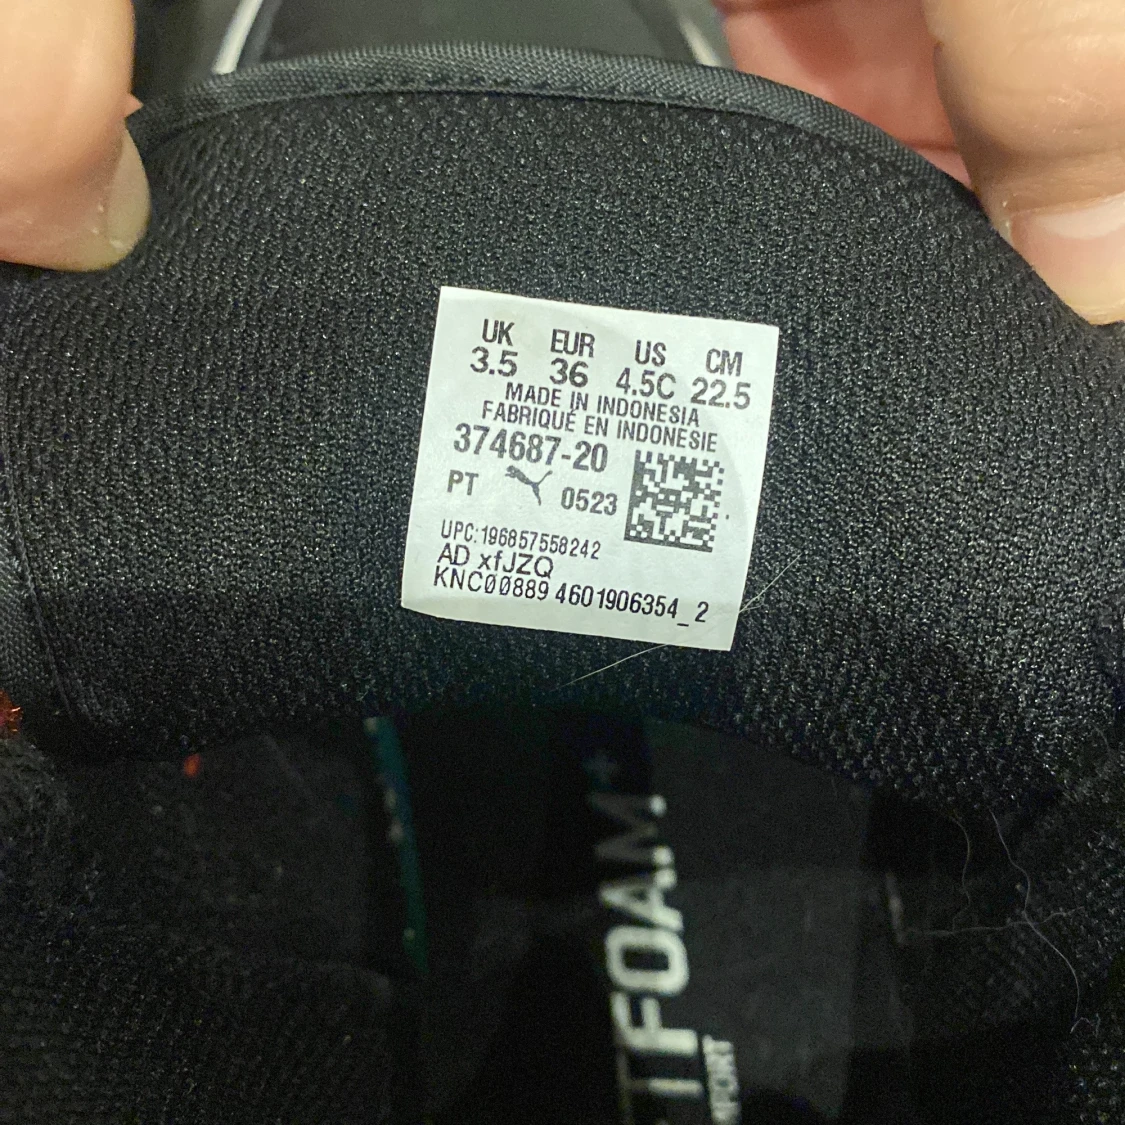 UK EUR US CM
3.5 36 4.5C 22.5
MADE IN INDONESIA
FABRIQUÉ EN INDONESIE
374687-20
PT 0523
UPC:196857558242
AD xfJZQ
KNC00889 4601906354_2
TFOAM+